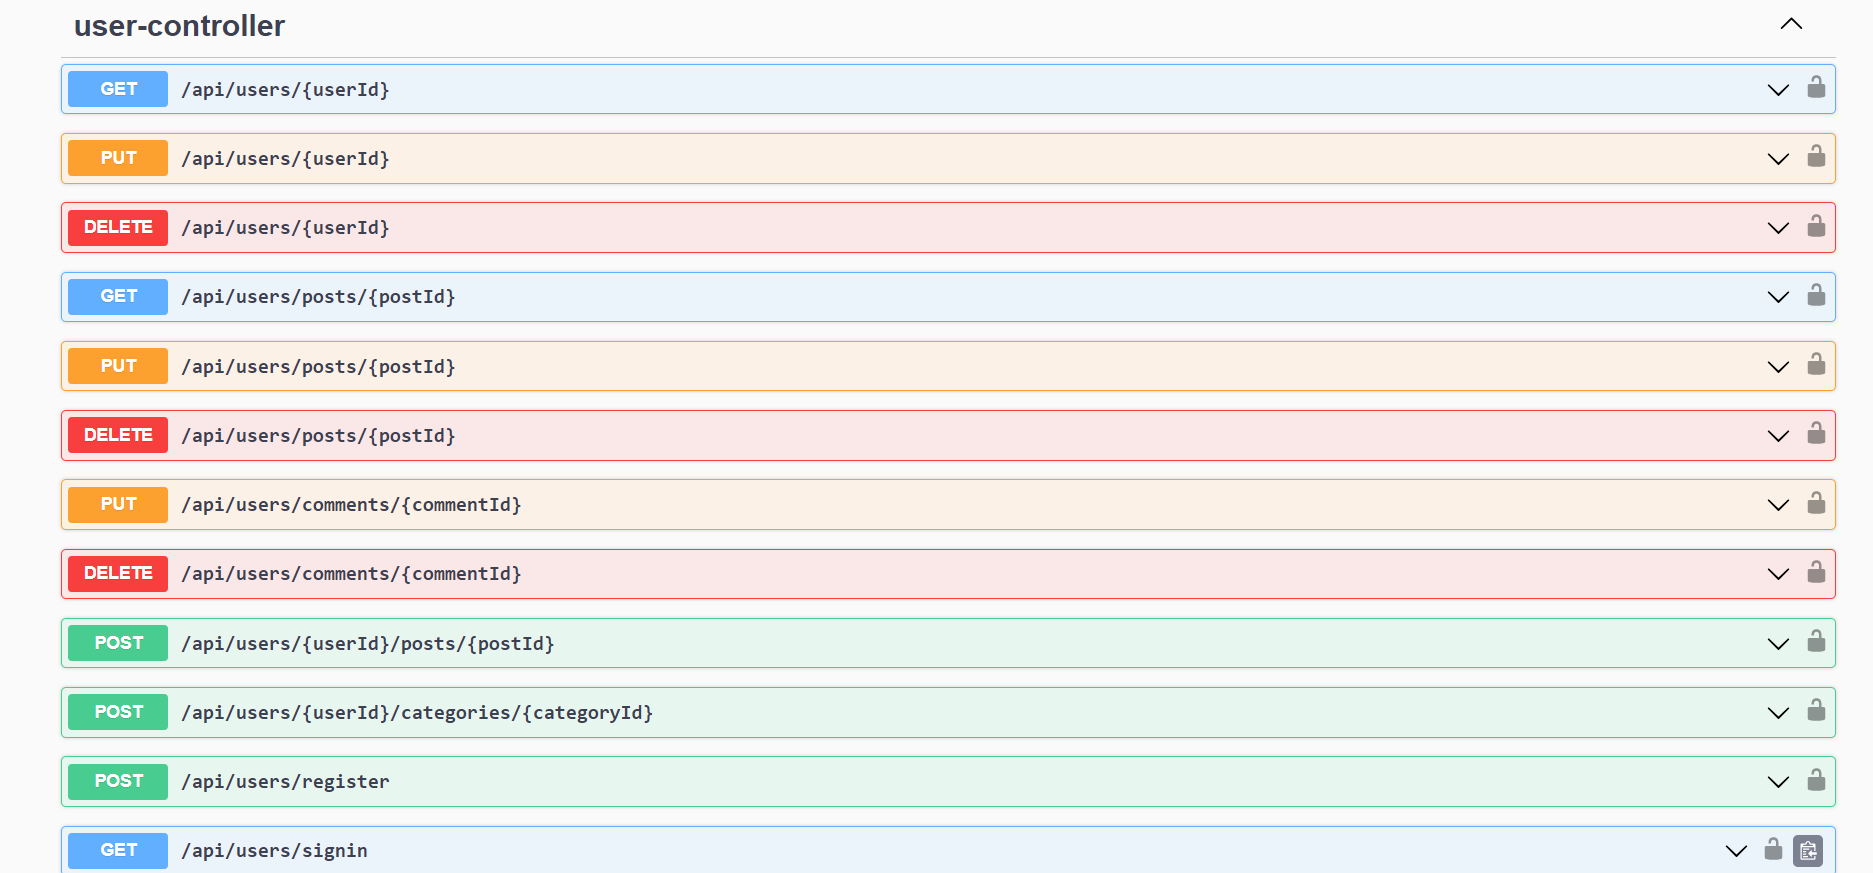 user-controller
GET /api/users/{userId}
PUT /api/users/{userId}
DELETE /api/users/{userId}
GET /api/users/posts/{postId}
PUT /api/users/posts/{postId}
DELETE /api/users/posts/{postId}
PUT /api/users/comments/{commentId}
DELETE /api/users/comments/{commentId}
POST /api/users/{userId}/posts/{postId}
POST /api/users/{userId}/categories/{categoryId}
POST /api/users/register
GET /api/users/signin